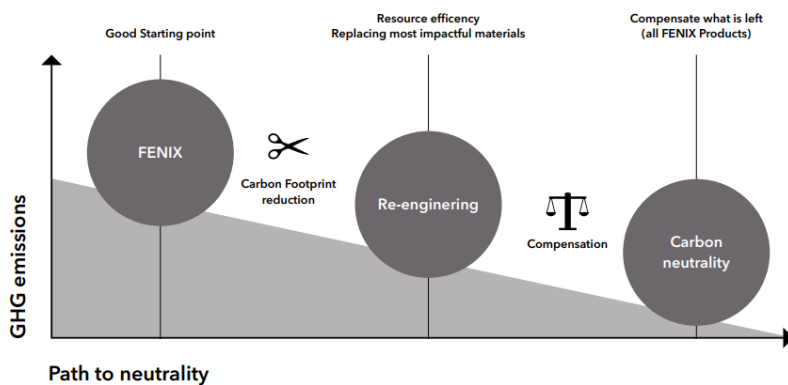 Good Starting point
Resource efficency
Replacing most impactful materials
Compensate what is left
(all FENIX Products)
FENIX
Carbon Footprint
reduction
Re-enginering
Compensation
Carbon
neutrality
GHG emissions
Path to neutrality